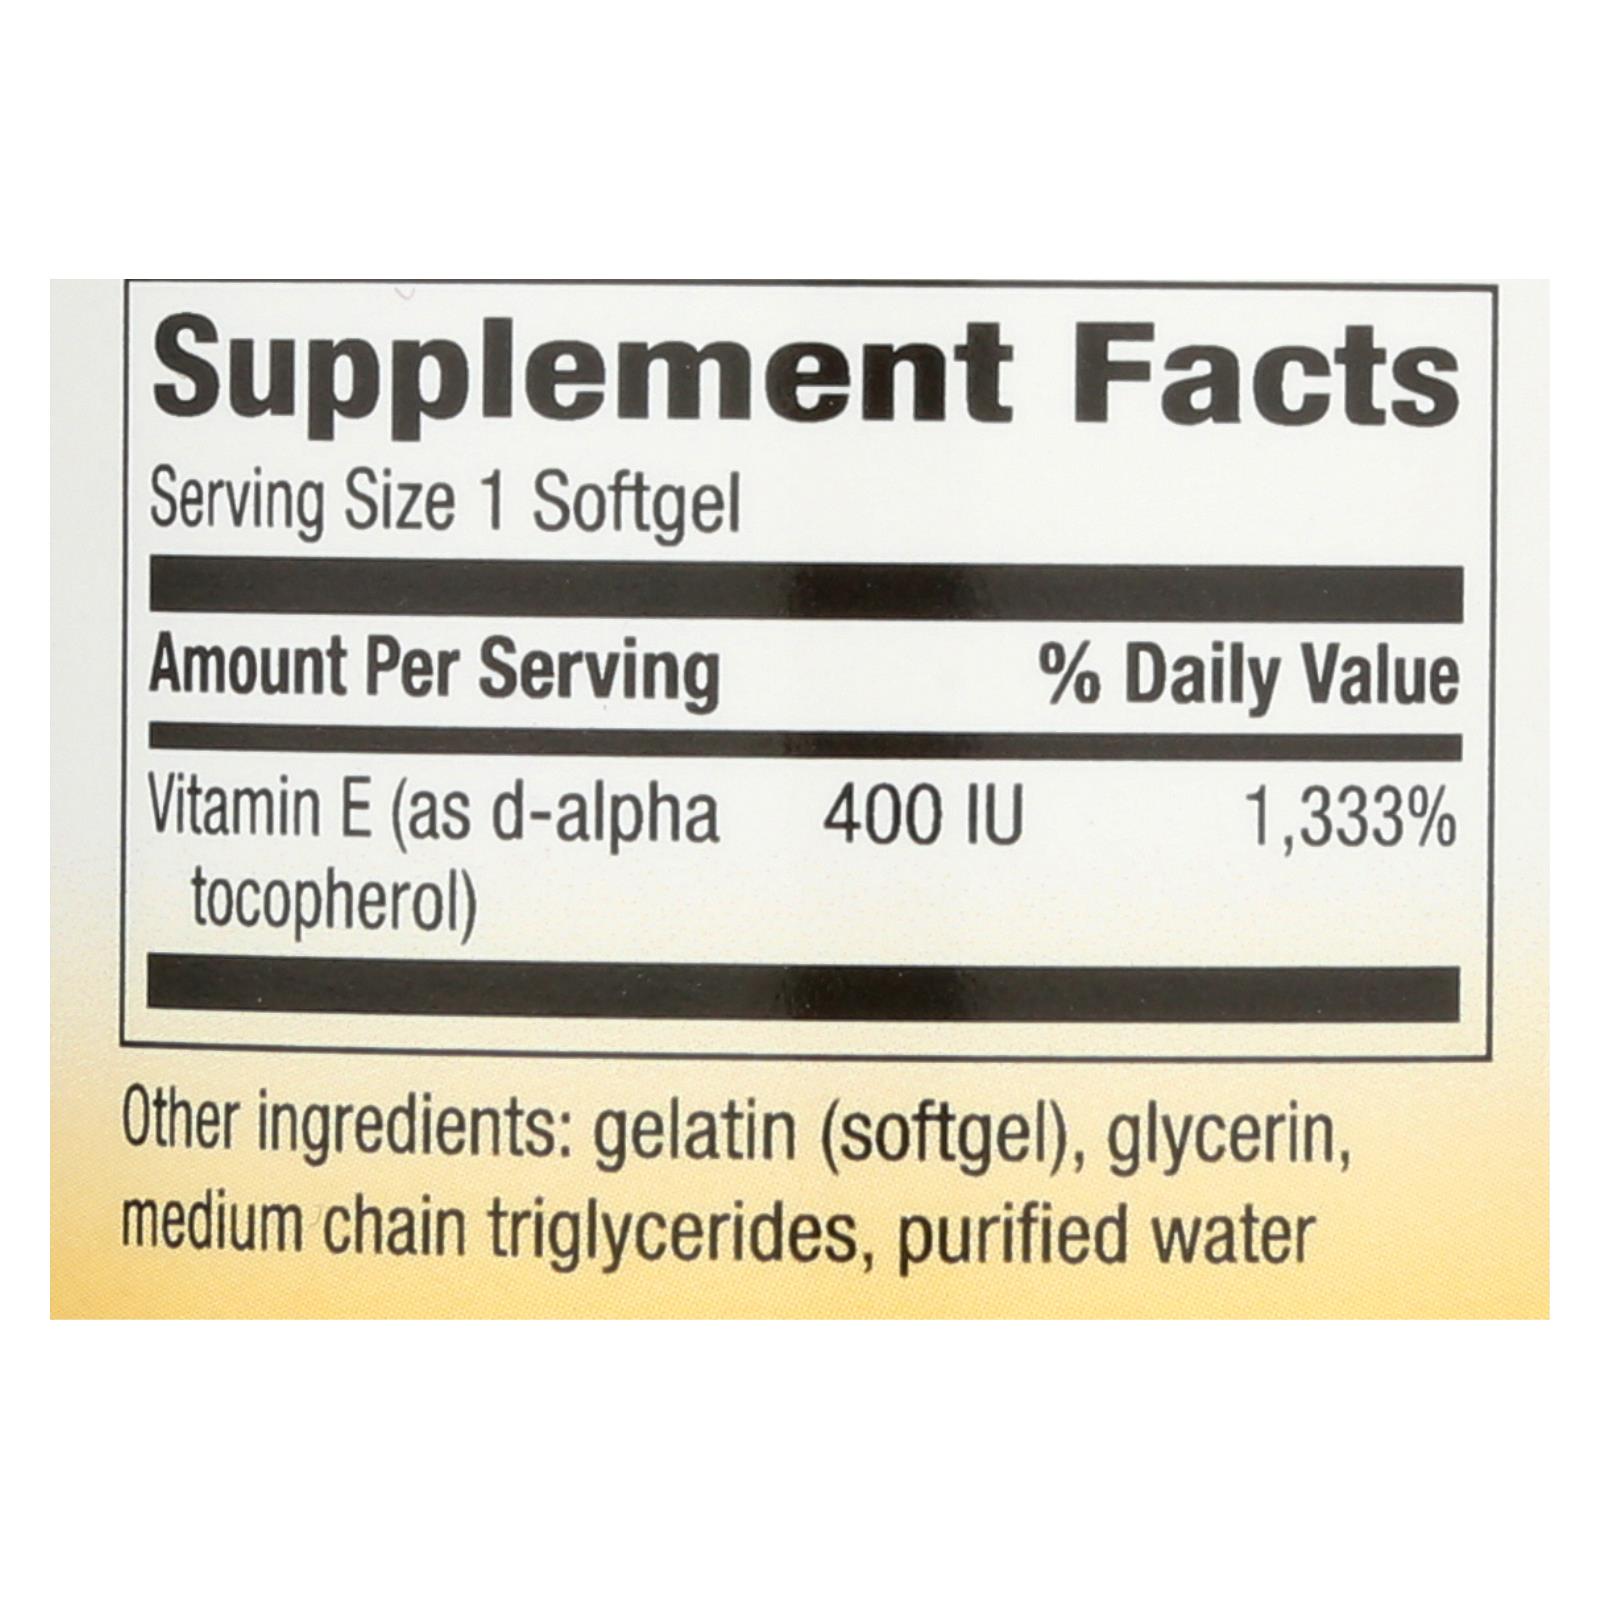 Supplement Facts
Serving Size 1 Softgel
Amount Per Serving % Daily Value
Vitamin E (as d-alpha 400 IU 1,333%
tocopherol)
Other ingredients: gelatin (softgel), glycerin,
medium chain triglycerides, purified water